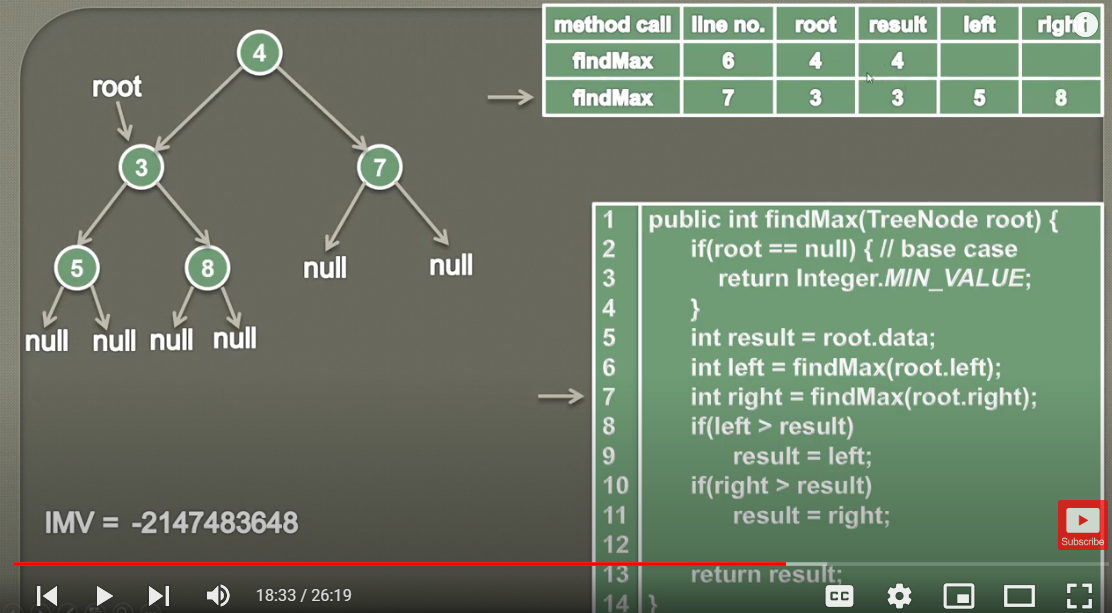 4
root
3
7
5
8
null
null
null
null
null
null
IMV = -2147483648
method call line no. root result left right
findMax 6 4 4
findMax 7 3 3 5 8
1 public int findMax(TreeNode root) {
2 if(root == null) { // base case
3 return Integer.MIN_VALUE;
4 }
5 int result = root.data;
6 int left = findMax(root.left);
7 int right = findMax(root.right);
8 if(left > result)
9 result = left;
10 if(right > result)
11 result = right;
12
13 return result;
14 }
Subscribe
18:33 / 26:19
CC